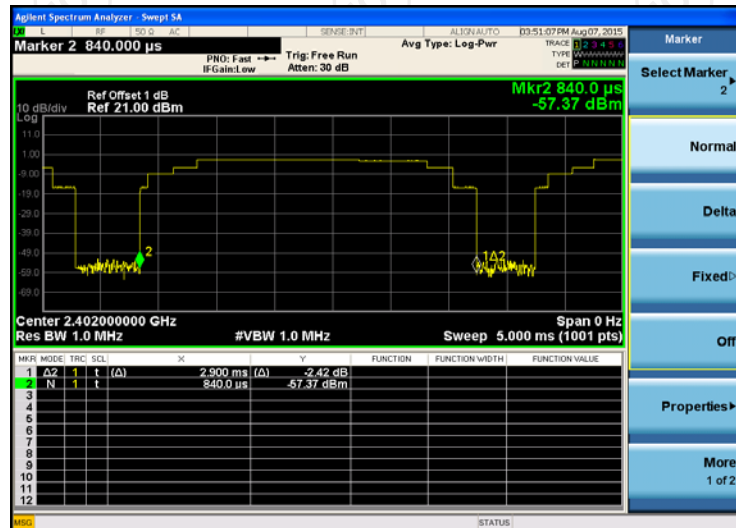 Agilent Spectrum Analyzer - Swept SA
L RF 50 Ω AC SENSE:INT ALIGN AUTO 03:51:07 PM Aug 07, 2015
Marker 2 840.000 µs
PNO: Fast
IFGain:Low
Trig: Free Run
Atten: 30 dB
Avg Type: Log-Pwr
TRACE 1 2 3 4 5 6
TYPE
DET P N N N N N
Ref Offset 1 dB
10 dB/div Ref 21.00 dBm
Log
Mkr2 840.0 µs
-57.37 dBm
11.0
1.00
-9.00
-19.0
-29.0
-39.0
-49.0
-59.0
-69.0
2
1Δ2
Center 2.402000000 GHz Span 0 Hz
Res BW 1.0 MHz #VBW 1.0 MHz Sweep 5.000 ms (1001 pts)
MKR MODE TRC SCL X Y FUNCTION FUNCTION WIDTH FUNCTION VALUE
1 Δ2 1 t (Δ) 2.900 ms (Δ) -2.42 dB
2 N 1 t 840.0 µs -57.37 dBm
3
4
5
6
7
8
9
10
11
12
MSG STATUS
Marker
Select Marker
2
Normal
Delta
Fixed
Off
Properties
More
1 of 2